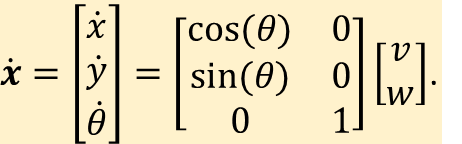 ẋ = [ẋ ẏ θ̇] = [cos(θ) 0 sin(θ) 0 0 1] [v w].